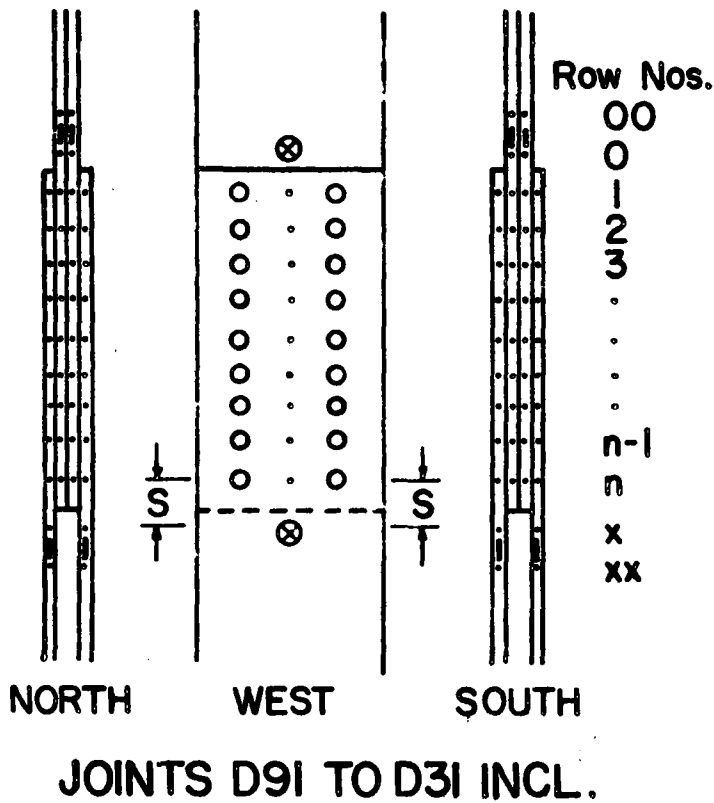 Row Nos.
00
0
1
2
3
n-1
n
S S
x
xx
NORTH WEST SOUTH
JOINTS D91 TO D31 INCL.